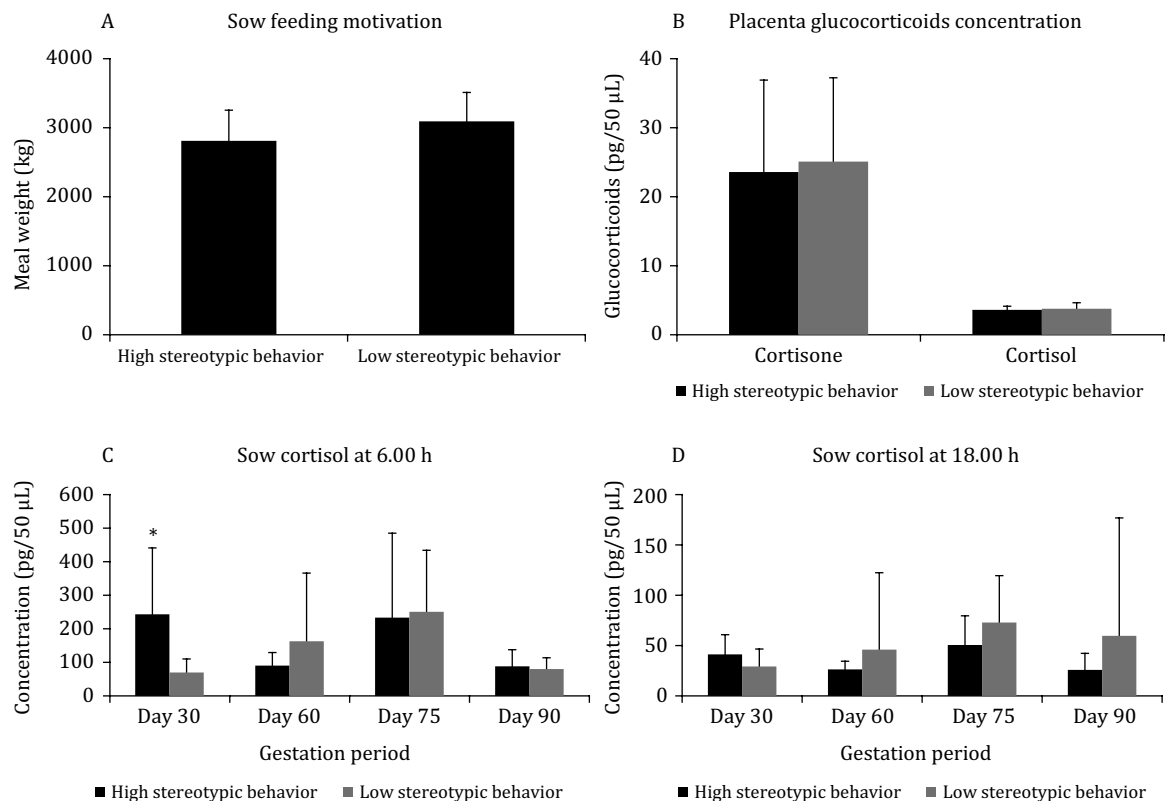 A Sow feeding motivation
Meal weight (kg)
4000
3000
2000
1000
0
High stereotypic behavior Low stereotypic behavior
B Placenta glucocorticoids concentration
Glucocorticoids (pg/50 µL)
40
30
20
10
0
Cortisone Cortisol
High stereotypic behavior Low stereotypic behavior
C Sow cortisol at 6.00 h
Concentration (pg/50 µL)
600
500
400
300
200
100
0
*
Day 30 Day 60 Day 75 Day 90
Gestation period
High stereotypic behavior Low stereotypic behavior
D Sow cortisol at 18.00 h
Concentration (pg/50 µL)
200
150
100
50
0
Day 30 Day 60 Day 75 Day 90
Gestation period
High stereotypic behavior Low stereotypic behavior